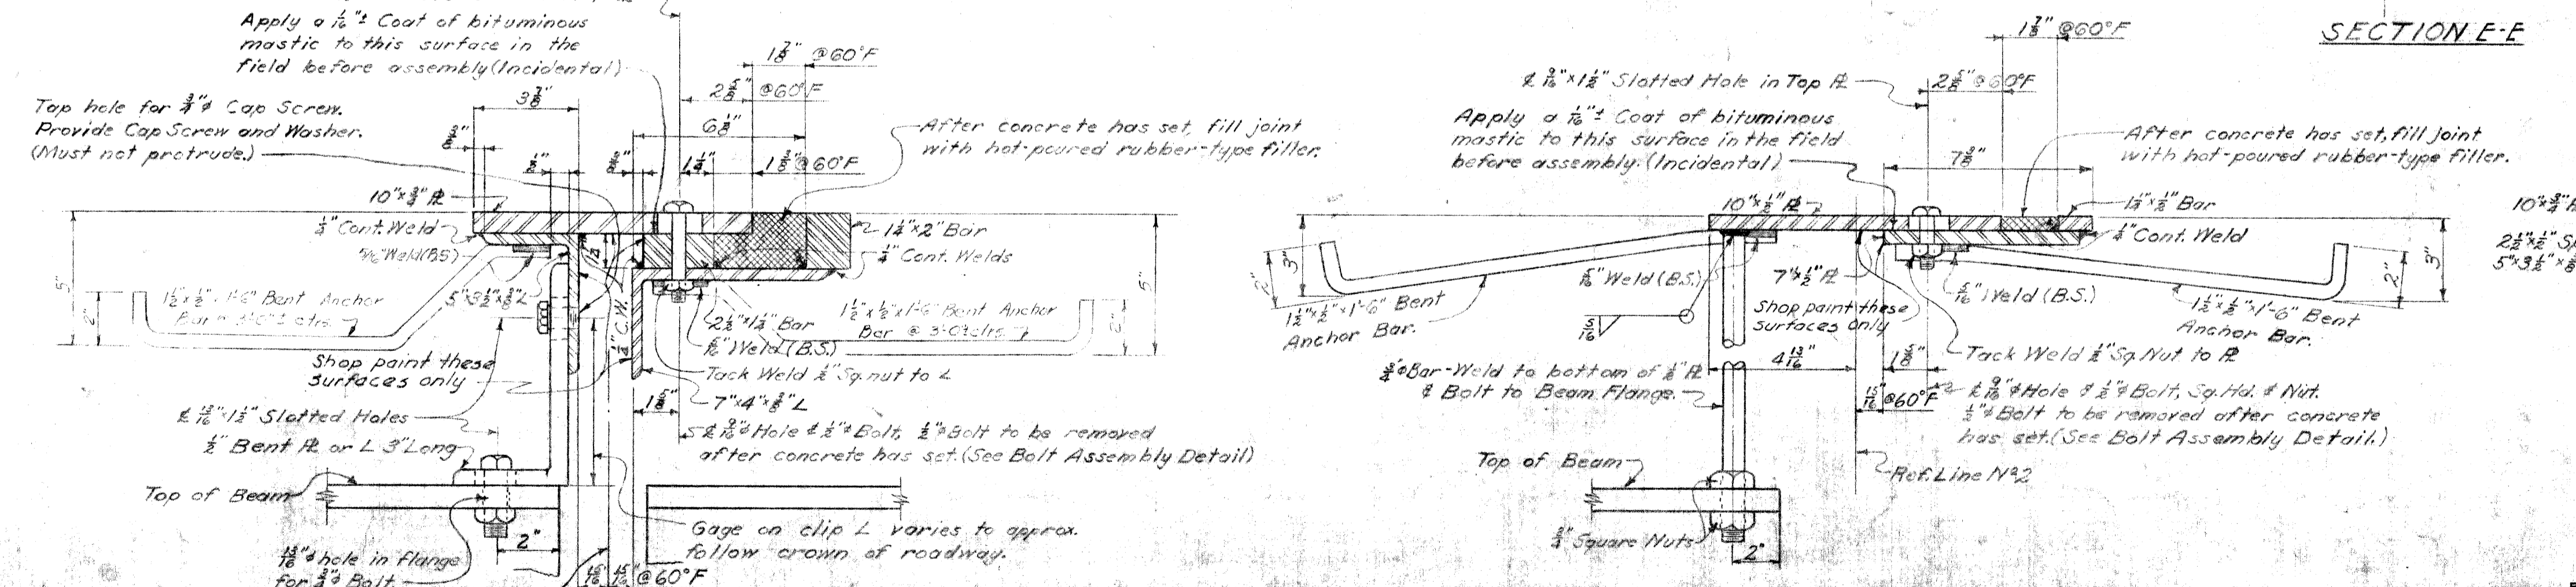 Apply a 1/16"± Coat of bituminous
mastic to this surface in the
field before assembly (Incidental)
Tap hole for 3/4"φ Cap Screw.
Provide Cap Screw and Washer.
(Must not protrude.)
1 7/8" @60°F
2 5/8" @60°F
3 7/8"
6 1/8"
1 1/4"
1 3/8" @60°F
After concrete has set, fill joint
with hot-poured rubber-type filler.
10"x3/8" PL
1/4" Cont. Weld
5/16" Weld (B.S)
1 1/4"x2" Bar
1/4" Cont. Welds
5"
2"
1 1/2"x1/2"x1'-6" Bent Anchor
5"x3 1/2"x3/8" L
1/4" C.W.
2 1/2"x1 1/4" Bar
5/16" Weld (B.S.)
1 1/2"x1/2"x1'-6" Bent Anchor
Bar @ 3'-0" ctrs.
5"
2"
Shop paint these
surfaces only
Tack Weld 1/2" Sq. nut to L
7"x4"x3/8" L
1 5/8"
℄ 13/16"x1 1/2" Slotted Holes
1/2" Bent PL or L 3" Long
℄ 9/16"φ Hole & 1/2"φ Bolt, 1/2"φ Bolt to be removed
after concrete has set. (See Bolt Assembly Detail)
Top of Beam
Gage on clip L varies to approx.
follow crown of roadway.
2"
13/16"φ hole in flange
for 3/4"φ Bolt
15/16" @60°F
SECTION E-E
1 7/8" @60°F
℄ 9/16"x1 1/2" Slotted Hole in Top PL
2 5/8" @60°F
Apply a 1/16"± Coat of bituminous
mastic to this surface in the field
before assembly. (Incidental)
7 3/8"
After concrete has set, fill joint
with hot-poured rubber-type filler.
10"x1/2" PL
1 1/4"x1/2" Bar
1/4" Cont. Weld
2"
3"
1 1/2"x1/2"x1'-6" Bent
Anchor Bar.
5/16" Weld (B.S.)
7"x1/2" PL
5/16" Weld (B.S.)
Shop paint these
surfaces only
5/16
1 1/2"x1/2"x1'-6" Bent
Anchor Bar.
2"
3"
3/4"φ Bar-Weld to bottom of 1/2" PL
& Bolt to Beam Flange.
4 13/16"
1 5/8"
Tack Weld 1/2" Sq. Nut to PL
15/16" @60°F
℄ 9/16"φ Hole & 1/2"φ Bolt, Sq. Hd. & Nut.
1/2"φ Bolt to be removed after concrete
has set. (See Bolt Assembly Detail.)
Top of Beam
Ref. Line Nº 2
3/4" Square Nuts
2"